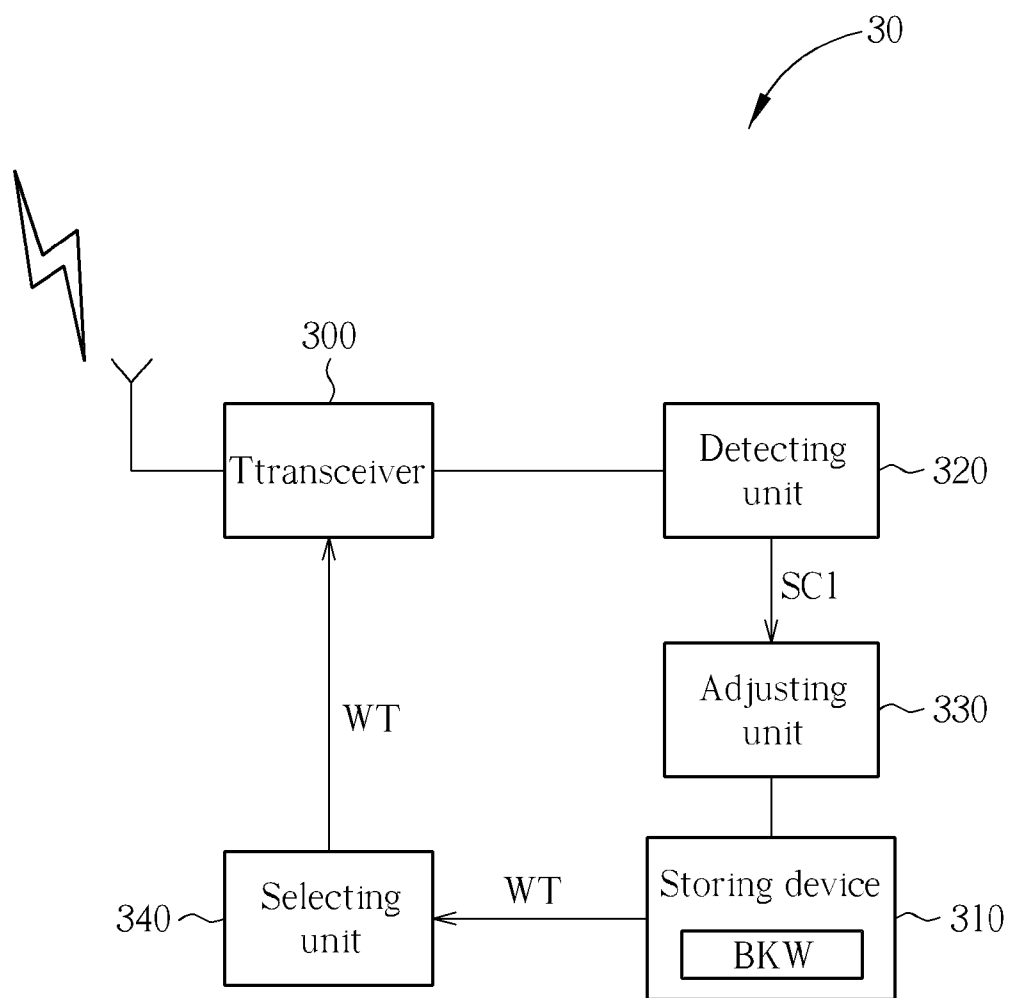 30
300
Ttransceiver
Detecting
unit
320
SC1
Adjusting
unit
330
WT
340
Selecting
unit
WT
Storing device
BKW
310